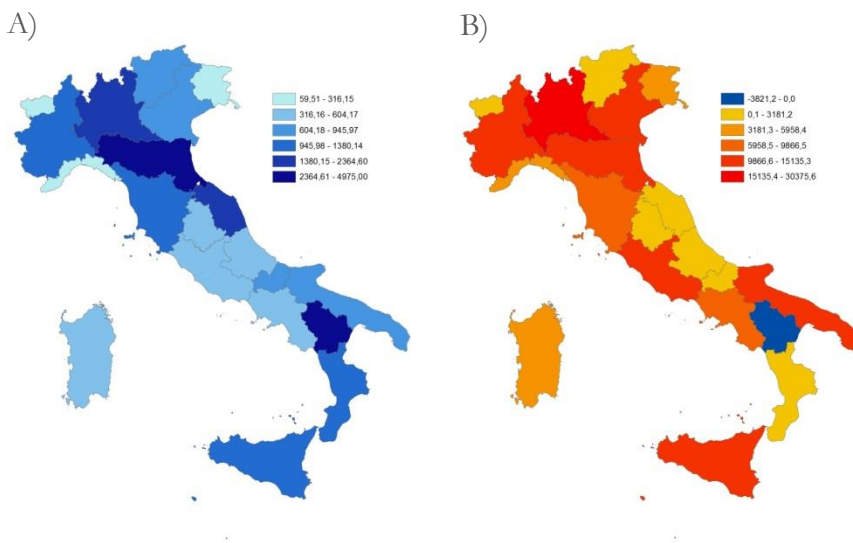 A)
59,51 - 316,15
316,16 - 604,17
604,18 - 945,97
945,98 - 1380,14
1380,15 - 2364,60
2364,61 - 4975,00
B)
-3821,2 - 0,0
0,1 - 3181,2
3181,3 - 5958,4
5958,5 - 9866,5
9866,6 - 15135,3
15135,4 - 30375,6